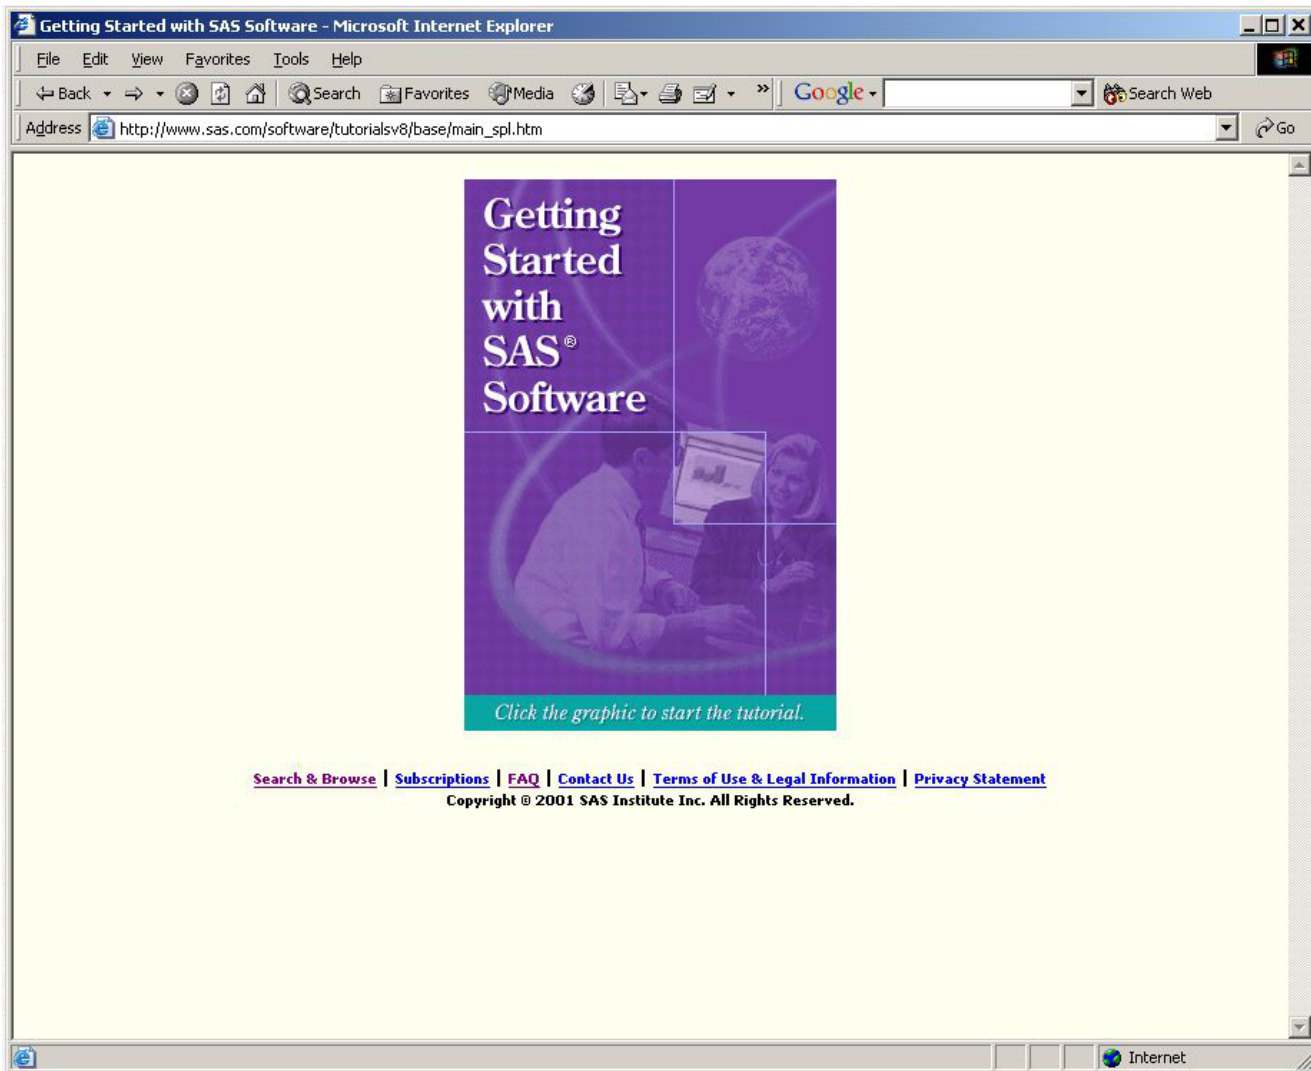 Getting Started with SAS Software - Microsoft Internet Explorer
File Edit View Favorites Tools Help
Back Search Favorites Media » Google Search Web
Address http://www.sas.com/software/tutorialsv8/base/main_spl.htm Go
Getting
Started
with
SAS®
Software
Click the graphic to start the tutorial.
Search & Browse | Subscriptions | FAQ | Contact Us | Terms of Use & Legal Information | Privacy Statement
Copyright © 2001 SAS Institute Inc. All Rights Reserved.
Internet